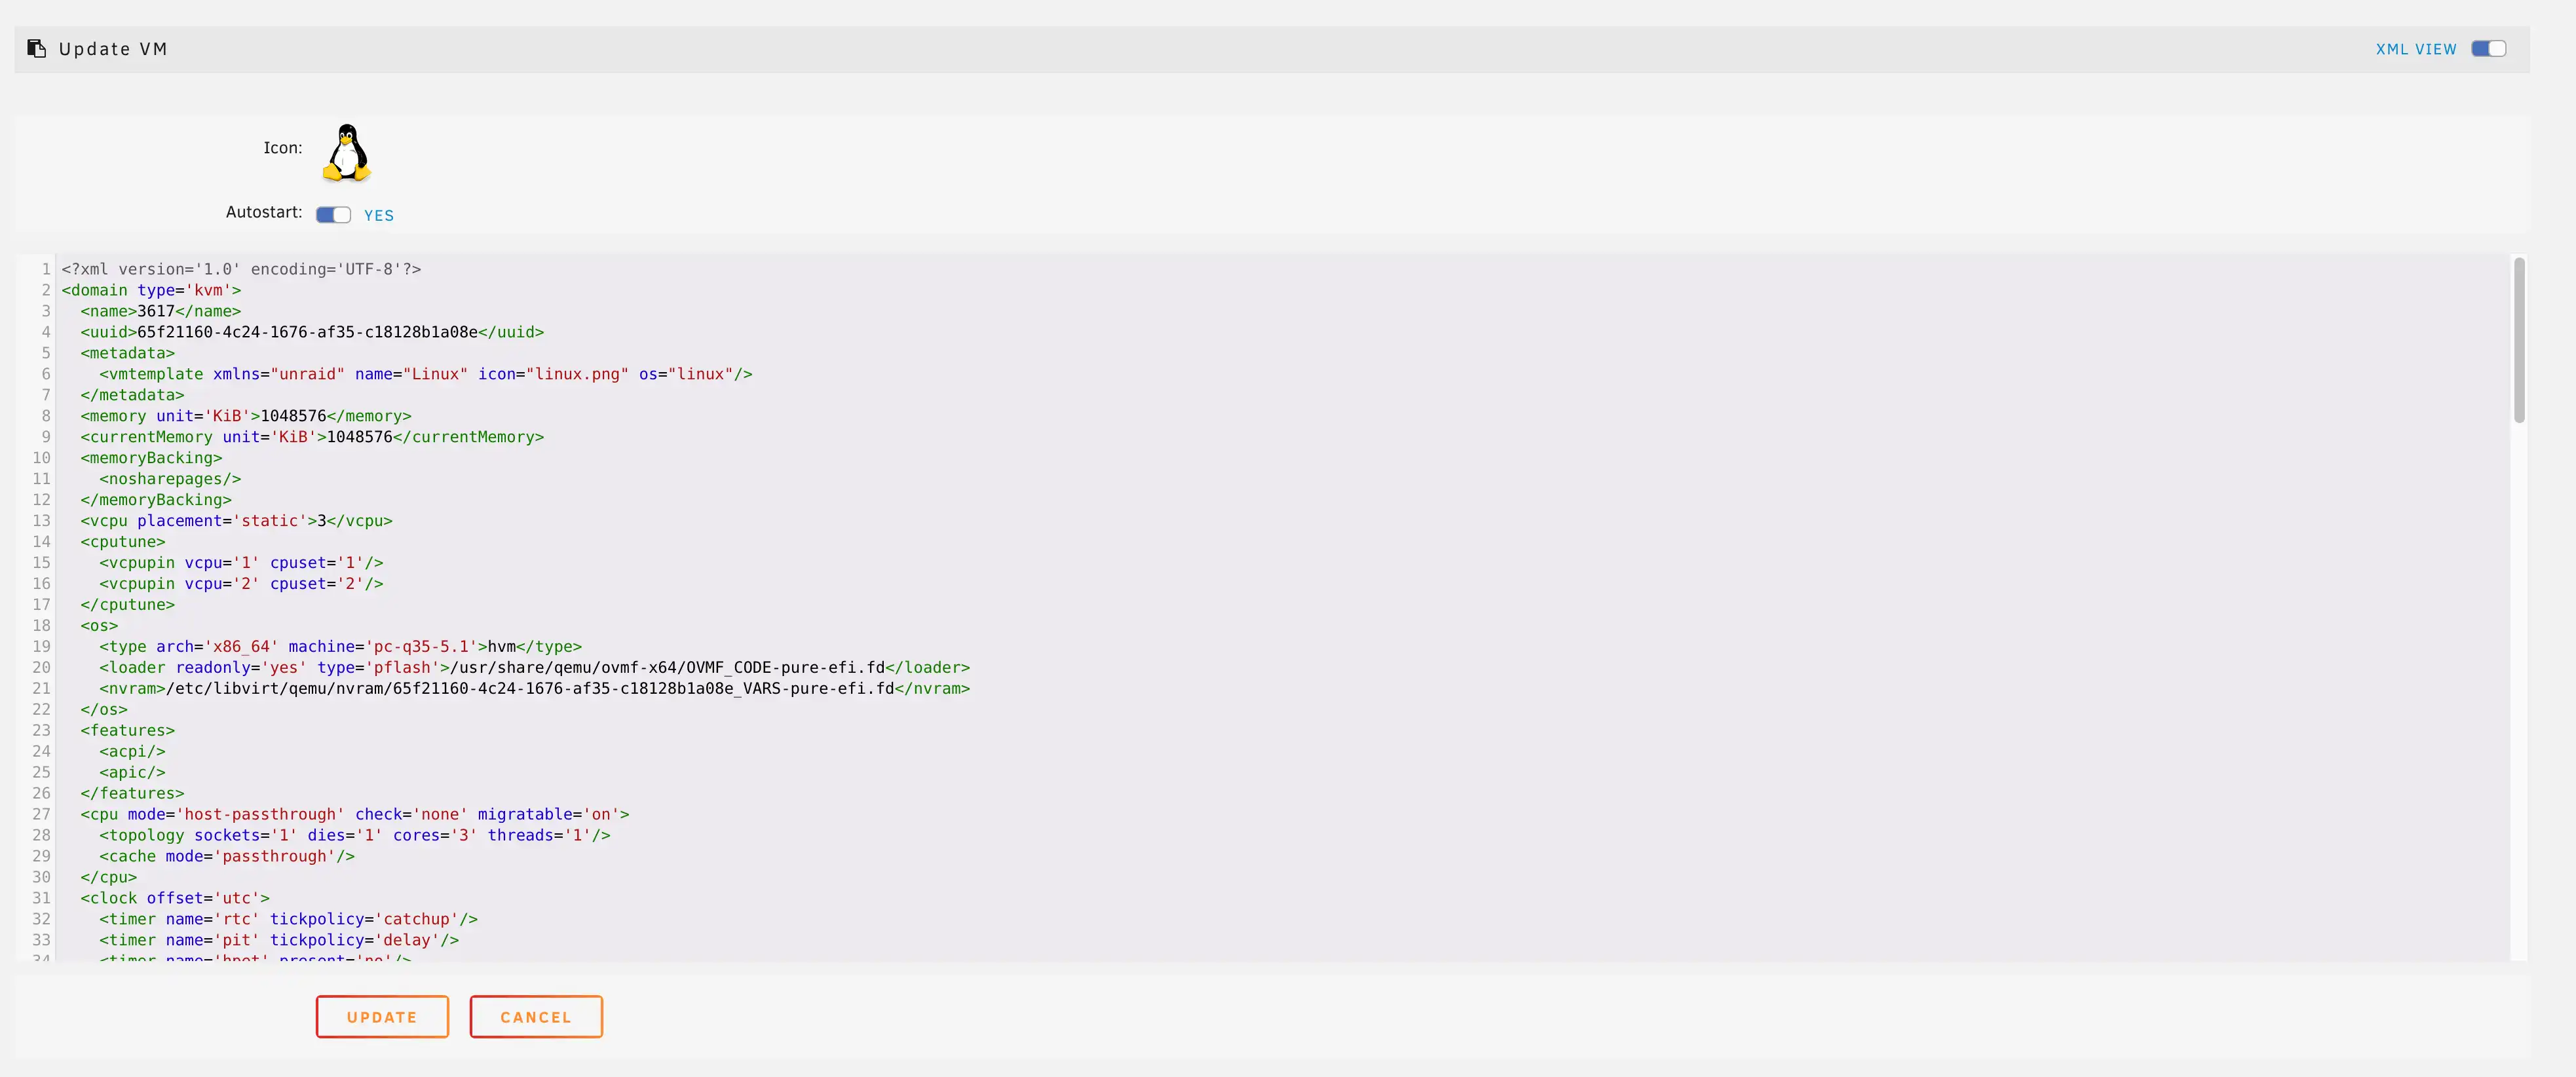 Update VM
XML VIEW
Icon:
Autostart: YES
1 <?xml version='1.0' encoding='UTF-8'?>
2 <domain type='kvm'>
3   <name>3617</name>
4   <uuid>65f21160-4c24-1676-af35-c18128b1a08e</uuid>
5   <metadata>
6     <vmtemplate xmlns="unraid" name="Linux" icon="linux.png" os="linux"/>
7   </metadata>
8   <memory unit='KiB'>1048576</memory>
9   <currentMemory unit='KiB'>1048576</currentMemory>
10   <memoryBacking>
11     <nosharepages/>
12   </memoryBacking>
13   <vcpu placement='static'>3</vcpu>
14   <cputune>
15     <vcpupin vcpu='1' cpuset='1'/>
16     <vcpupin vcpu='2' cpuset='2'/>
17   </cputune>
18   <os>
19     <type arch='x86_64' machine='pc-q35-5.1'>hvm</type>
20     <loader readonly='yes' type='pflash'>/usr/share/qemu/ovmf-x64/OVMF_CODE-pure-efi.fd</loader>
21     <nvram>/etc/libvirt/qemu/nvram/65f21160-4c24-1676-af35-c18128b1a08e_VARS-pure-efi.fd</nvram>
22   </os>
23   <features>
24     <acpi/>
25     <apic/>
26   </features>
27   <cpu mode='host-passthrough' check='none' migratable='on'>
28     <topology sockets='1' dies='1' cores='3' threads='1'/>
29     <cache mode='passthrough'/>
30   </cpu>
31   <clock offset='utc'>
32     <timer name='rtc' tickpolicy='catchup'/>
33     <timer name='pit' tickpolicy='delay'/>
34     <timer name='hpet' present='no'/>
UPDATE CANCEL